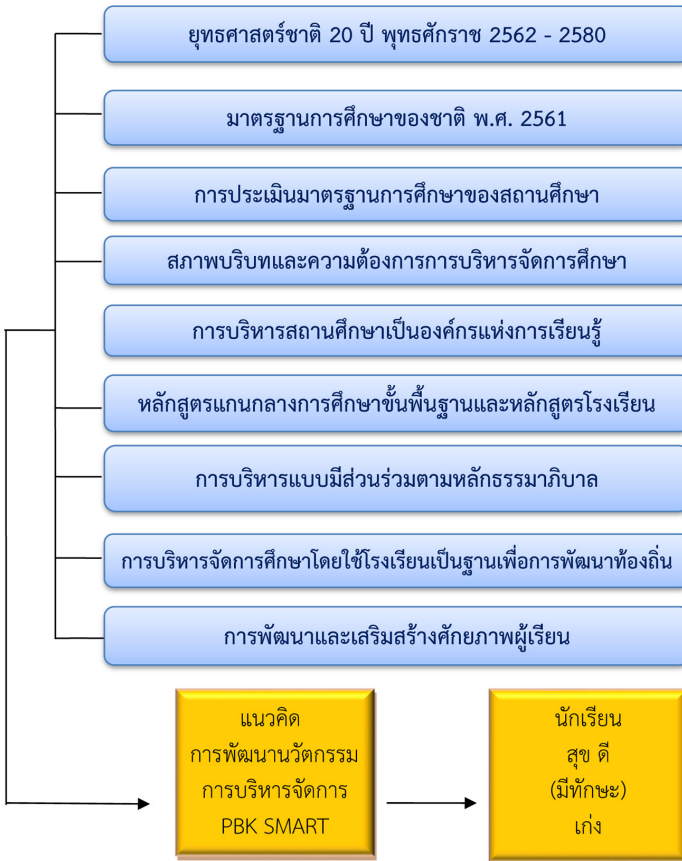 ยุทธศาสตร์ชาติ 20 ปี พุทธศักราช 2562 - 2580
มาตรฐานการศึกษาของชาติ พ.ศ. 2561
การประเมินมาตรฐานการศึกษาของสถานศึกษา
สภาพบริบทและความต้องการการบริหารจัดการศึกษา
การบริหารสถานศึกษาเป็นองค์กรแห่งการเรียนรู้
หลักสูตรแกนกลางการศึกษาขั้นพื้นฐานและหลักสูตรโรงเรียน
การบริหารแบบมีส่วนร่วมตามหลักธรรมาภิบาล
การบริหารจัดการศึกษาโดยใช้โรงเรียนเป็นฐานเพื่อการพัฒนาท้องถิ่น
การพัฒนาและเสริมสร้างศักยภาพผู้เรียน
แนวคิด
การพัฒนานวัตกรรม
การบริหารจัดการ
PBK SMART
นักเรียน
สุข ดี
(มีทักษะ)
เก่ง